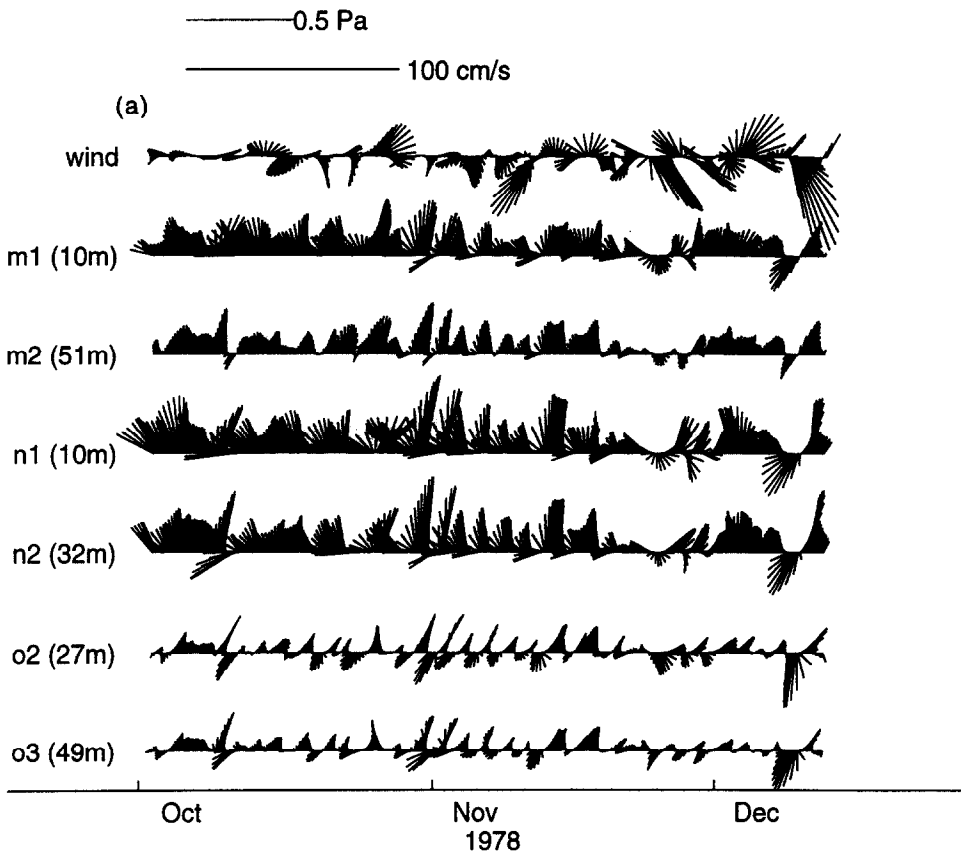 0.5 Pa
100 cm/s
(a)
wind
m1 (10m)
m2 (51m)
n1 (10m)
n2 (32m)
o2 (27m)
o3 (49m)
Oct Nov Dec
1978